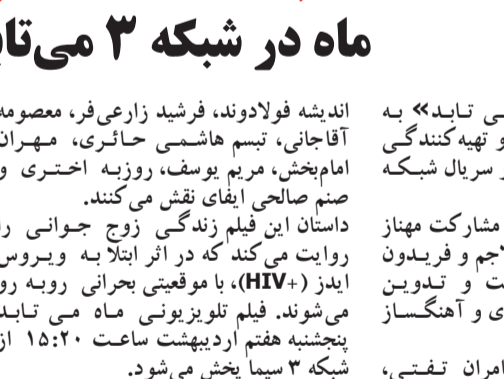 ماه در شبکه ۳ می‌تا
ی تابد» به
و تهیه‌کنندگی
سریال شبکه
مشارکت مهناز
لاجم و فریدون
ت و تدوین
ی و آهنگساز
امران تفتی،
اندیشه فولادوند، فرشید زارعی‌فر، معصومه
آقاجانی، تبسم هاشمی حائری، مهران
امام‌بخش، مریم یوسف، روزبه اختری و
صنم صالحی ایفای نقش می‌کنند.
داستان این فیلم زندگی زوج جوانی را
روایت می‌کند که در اثر ابتلا به ویروس
ایدز (HIV+)، با موقعیتی بحرانی روبه رو
می‌شوند. فیلم تلویزیونی ماه می تابد
پنجشنبه هفتم اردیبهشت ساعت ۱۵:۲۰ از
شبکه ۳ سیما پخش می‌شود.